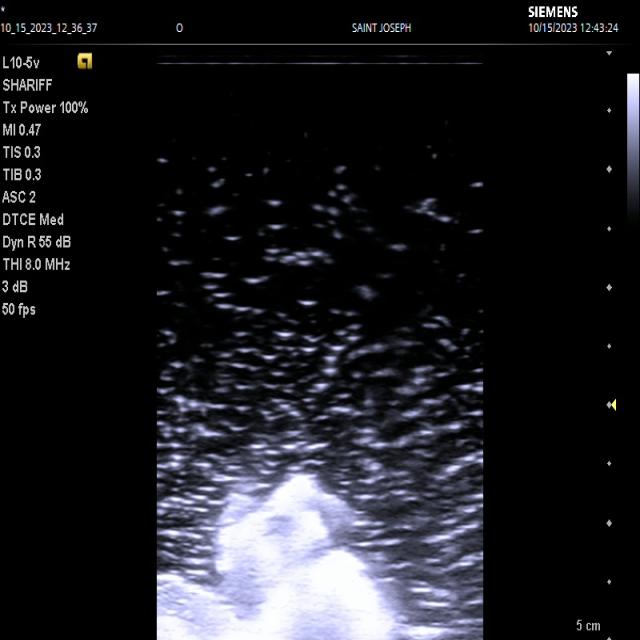 *
SIEMENS
10_15_2023_12_36_37 O SAINT JOSEPH 10/15/2023 12:43:24
L10-5v
SHARIFF
Tx Power 100%
MI 0.47
TIS 0.3
TIB 0.3
ASC 2
DTCE Med
Dyn R 55 dB
THI 8.0 MHz
3 dB
50 fps
5 cm